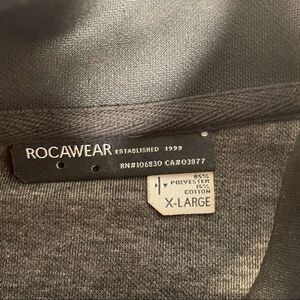 ROCAWEAR ESTABLISHED 1999
RN#106830 CA#03877
85%
POLYESTER
15%
COTTON
X-LARGE